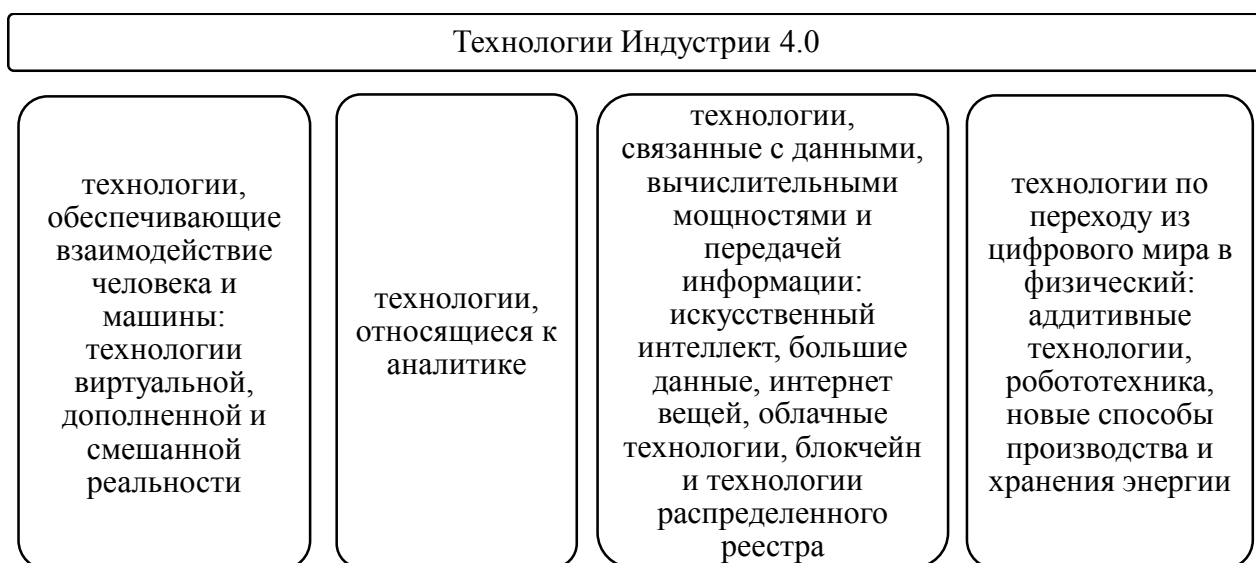 Технологии Индустрии 4.0
технологии,
обеспечивающие
взаимодействие
человека и
машины:
технологии
виртуальной,
дополненной и
смешанной
реальности
технологии,
относящиеся к
аналитике
технологии,
связанные с данными,
вычислительными
мощностями и
передачей
информации:
искусственный
интеллект, большие
данные, интернет
вещей, облачные
технологии, блокчейн
и технологии
распределенного
реестра
технологии по
переходу из
цифрового мира в
физический:
аддитивные
технологии,
робототехника,
новые способы
производства и
хранения энергии